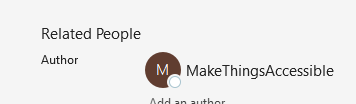 Related People
Author
M
MakeThingsAccessible
Add an author